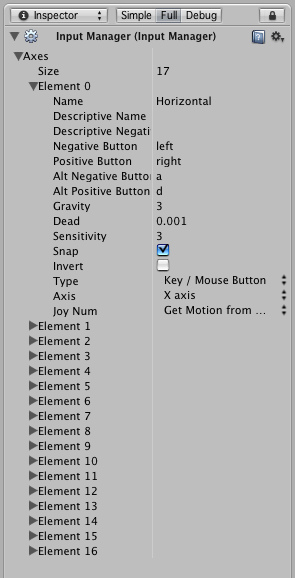 Inspector Simple Full Debug
Input Manager (Input Manager)
Axes
Size 17
Element 0
Name Horizontal
Descriptive Name
Descriptive Negati
Negative Button left
Positive Button right
Alt Negative Butto a
Alt Positive Button d
Gravity 3
Dead 0.001
Sensitivity 3
Snap
Invert
Type Key / Mouse Button
Axis X axis
Joy Num Get Motion from ...
Element 1
Element 2
Element 3
Element 4
Element 5
Element 6
Element 7
Element 8
Element 9
Element 10
Element 11
Element 12
Element 13
Element 14
Element 15
Element 16